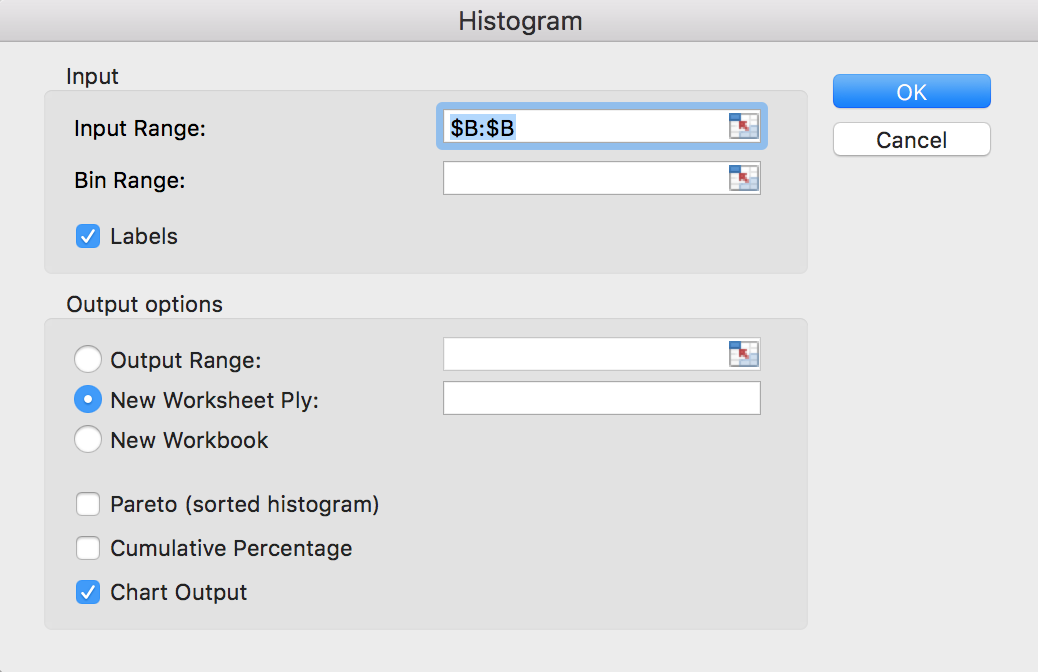 Histogram
Input
Input Range: $B:$B
Bin Range:
Labels
OK
Cancel
Output options
Output Range:
New Worksheet Ply:
New Workbook
Pareto (sorted histogram)
Cumulative Percentage
Chart Output